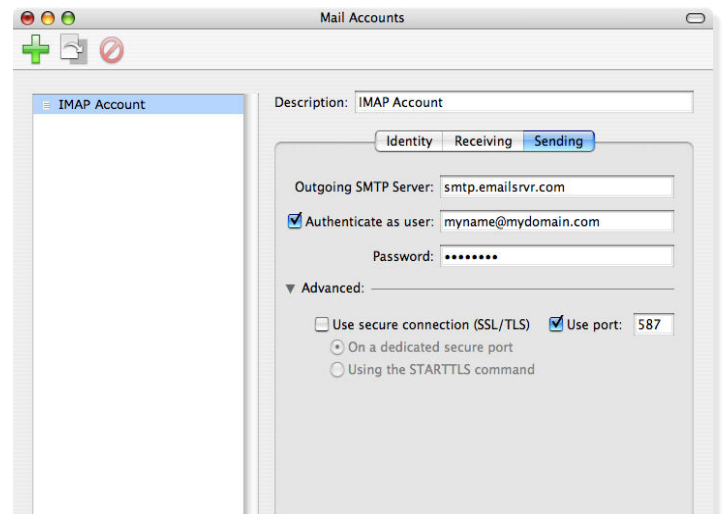 Mail Accounts
IMAP Account
Description: IMAP Account
Identity Receiving Sending
Outgoing SMTP Server: smtp.emailsrvr.com
Authenticate as user: myname@mydomain.com
Password: ••••••••
Advanced:
Use secure connection (SSL/TLS) Use port: 587
On a dedicated secure port
Using the STARTTLS command